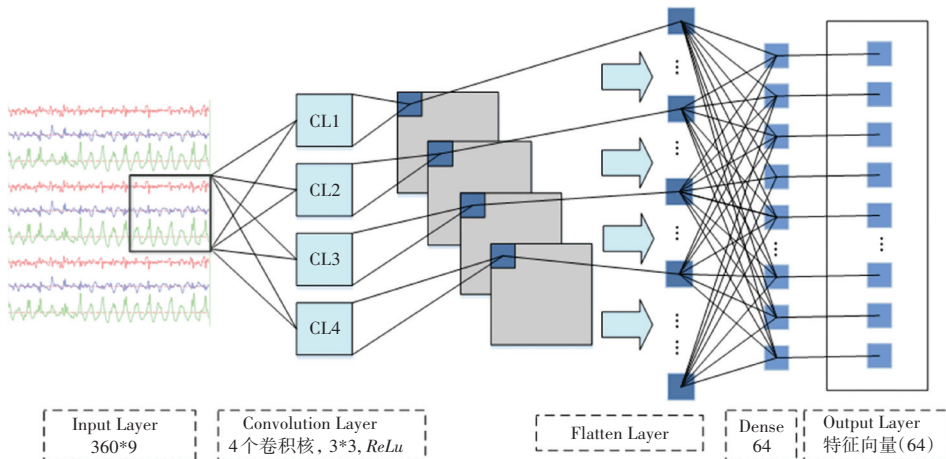 CL1
CL2
CL3
CL4
Input Layer
360*9
Convolution Layer
4个卷积核, 3*3, ReLu
Flatten Layer
Dense
64
Output Layer
特征向量(64)